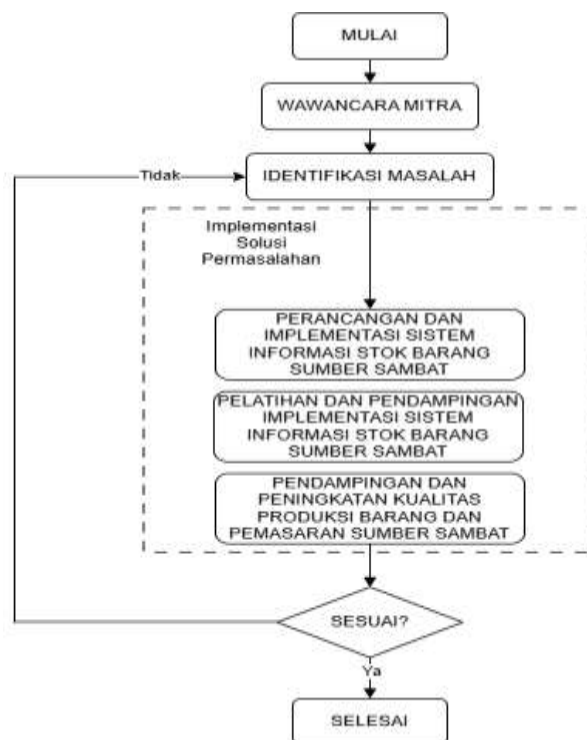 MULAI
WAWANCARA MITRA
Tidak
IDENTIFIKASI MASALAH
Implementasi
Solusi
Permasalahan
PERANCANGAN DAN
IMPLEMENTASI SISTEM
INFORMASI STOK BARANG
SUMBER SAMBAT
PELATIHAN DAN PENDAMPINGAN
IMPLEMENTASI SISTEM
INFORMASI STOK BARANG
SUMBER SAMBAT
PENDAMPINGAN DAN
PENINGKATAN KUALITAS
PRODUKSI BARANG DAN
PEMASARAN SUMBER SAMBAT
SESUAI?
Ya
SELESAI